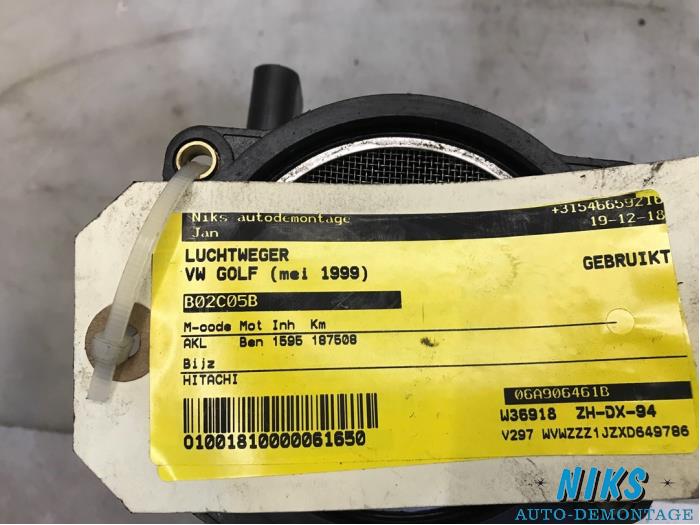 Niks autodemontage +31546659218
Jan 19-12-18
LUCHTWEGER GEBRUIKT
VW GOLF (mei 1999)
B02C05B
M-code Mot Inh Km
AKL Ben 1595 187508
Bijz
HITACHI
06A906461B
W36918 ZH-DX-94
01001810000061650
V297 WVWZZZ1JZXD649786
NIKS
AUTO-DEMONTAGE